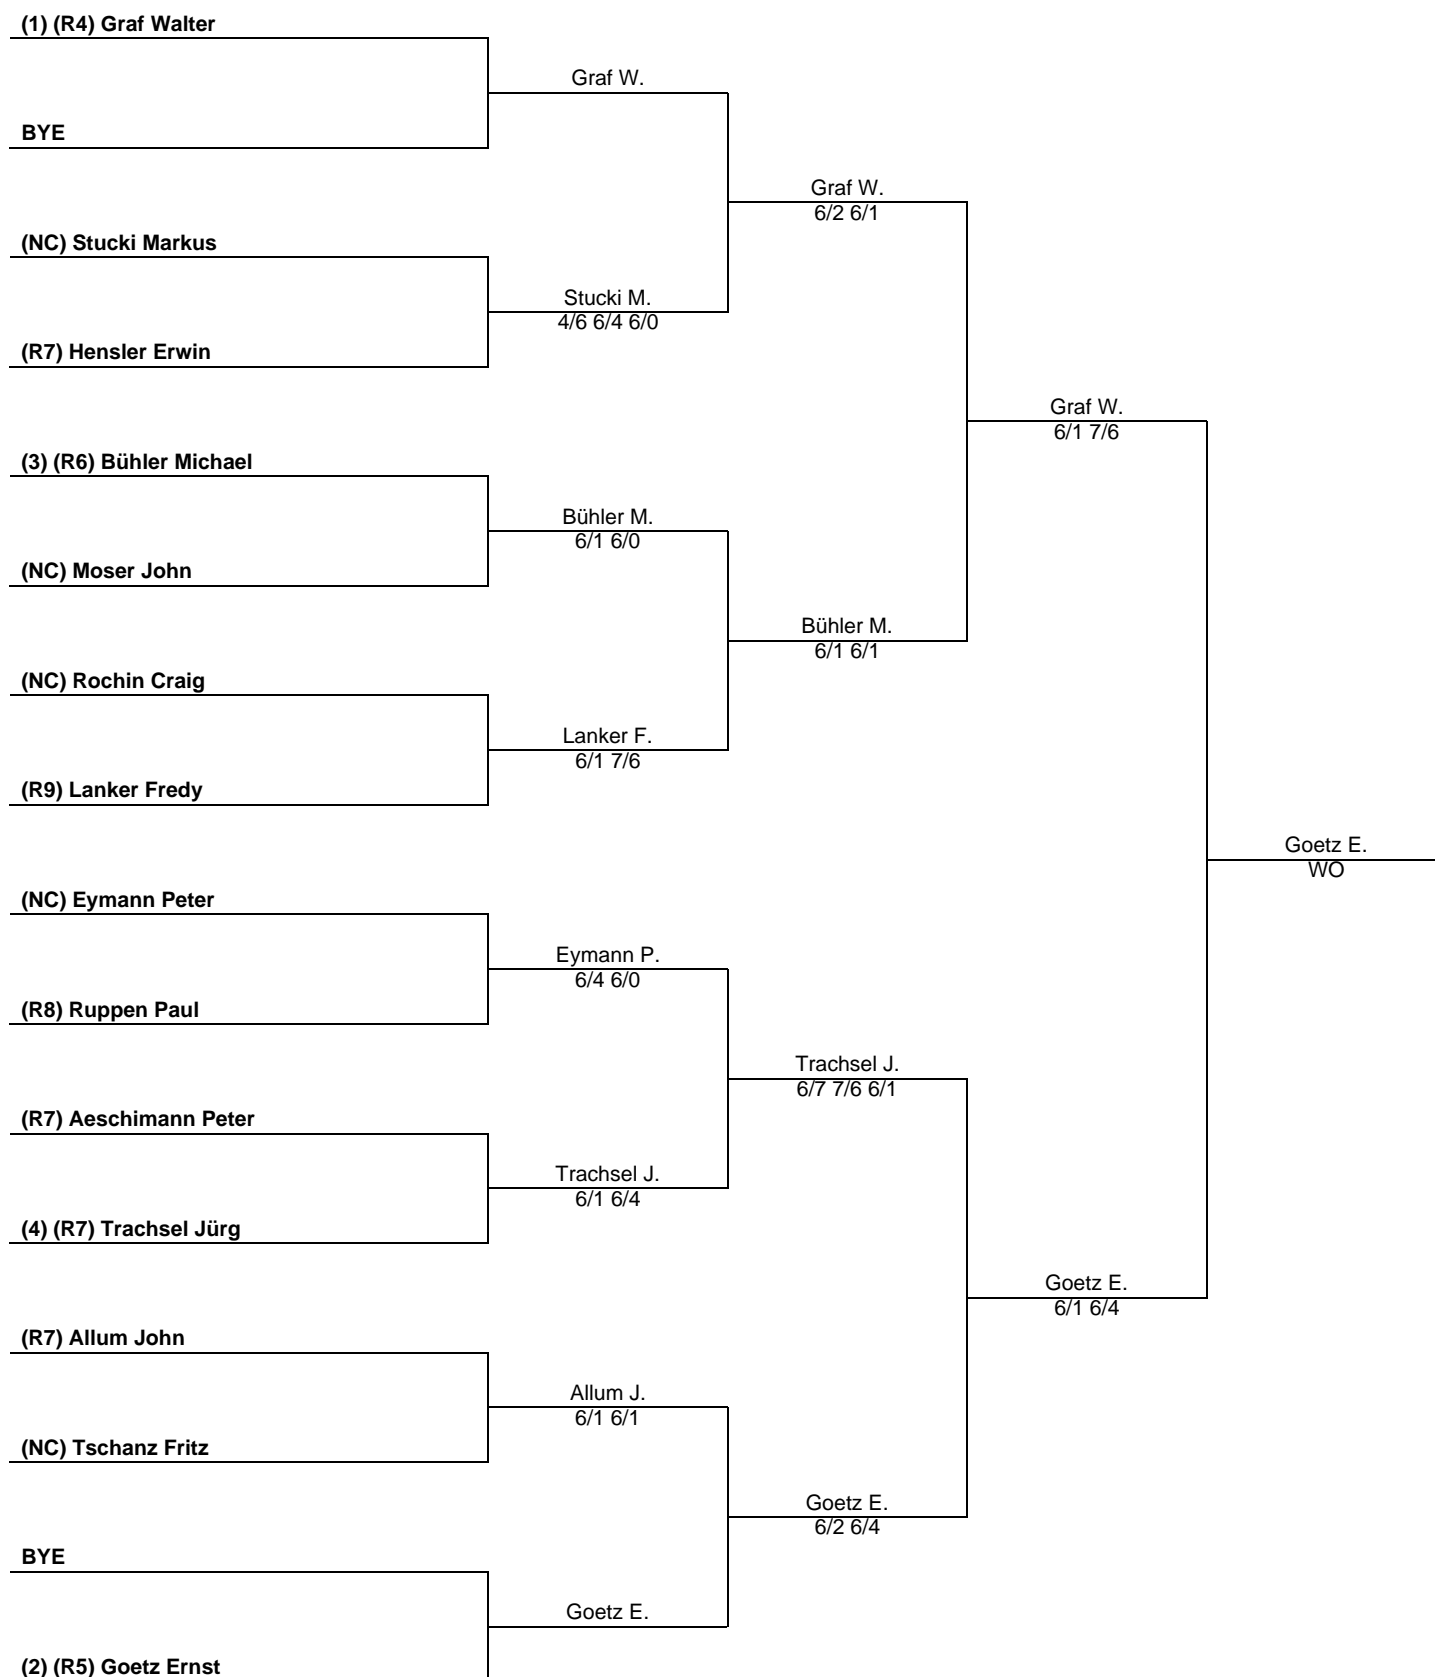 (1) (R4) Graf Walter
Graf W.
BYE
Graf W.
6/2 6/1
(NC) Stucki Markus
Stucki M.
4/6 6/4 6/0
(R7) Hensler Erwin
Graf W.
6/1 7/6
(3) (R6) Bühler Michael
Bühler M.
6/1 6/0
(NC) Moser John
Bühler M.
6/1 6/1
(NC) Rochin Craig
Lanker F.
6/1 7/6
(R9) Lanker Fredy
Goetz E.
WO
(NC) Eymann Peter
Eymann P.
6/4 6/0
(R8) Ruppen Paul
Trachsel J.
6/7 7/6 6/1
(R7) Aeschimann Peter
Trachsel J.
6/1 6/4
(4) (R7) Trachsel Jürg
Goetz E.
6/1 6/4
(R7) Allum John
Allum J.
6/1 6/1
(NC) Tschanz Fritz
Goetz E.
6/2 6/4
BYE
Goetz E.
(2) (R5) Goetz Ernst